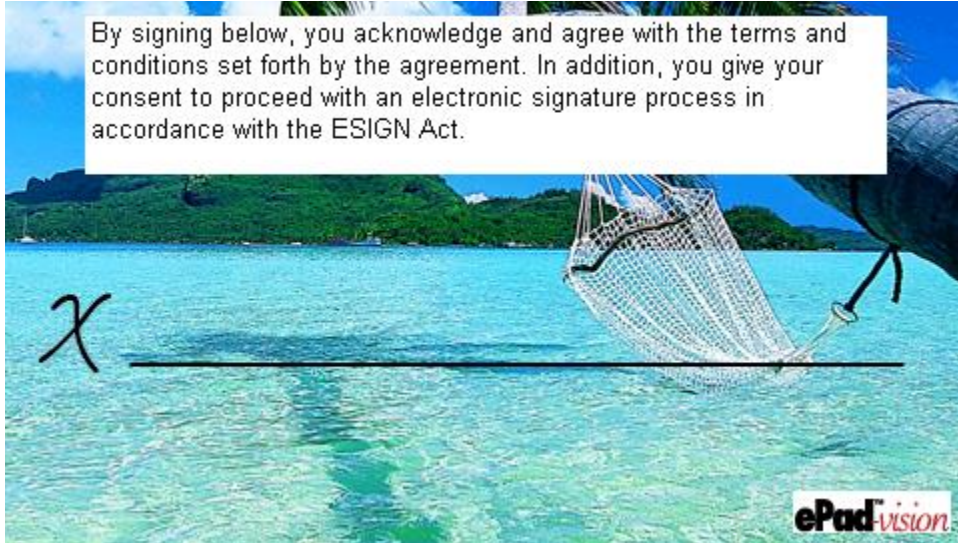 By signing below, you acknowledge and agree with the terms and
conditions set forth by the agreement. In addition, you give your
consent to proceed with an electronic signature process in
accordance with the ESIGN Act.
X
ePad™-vision